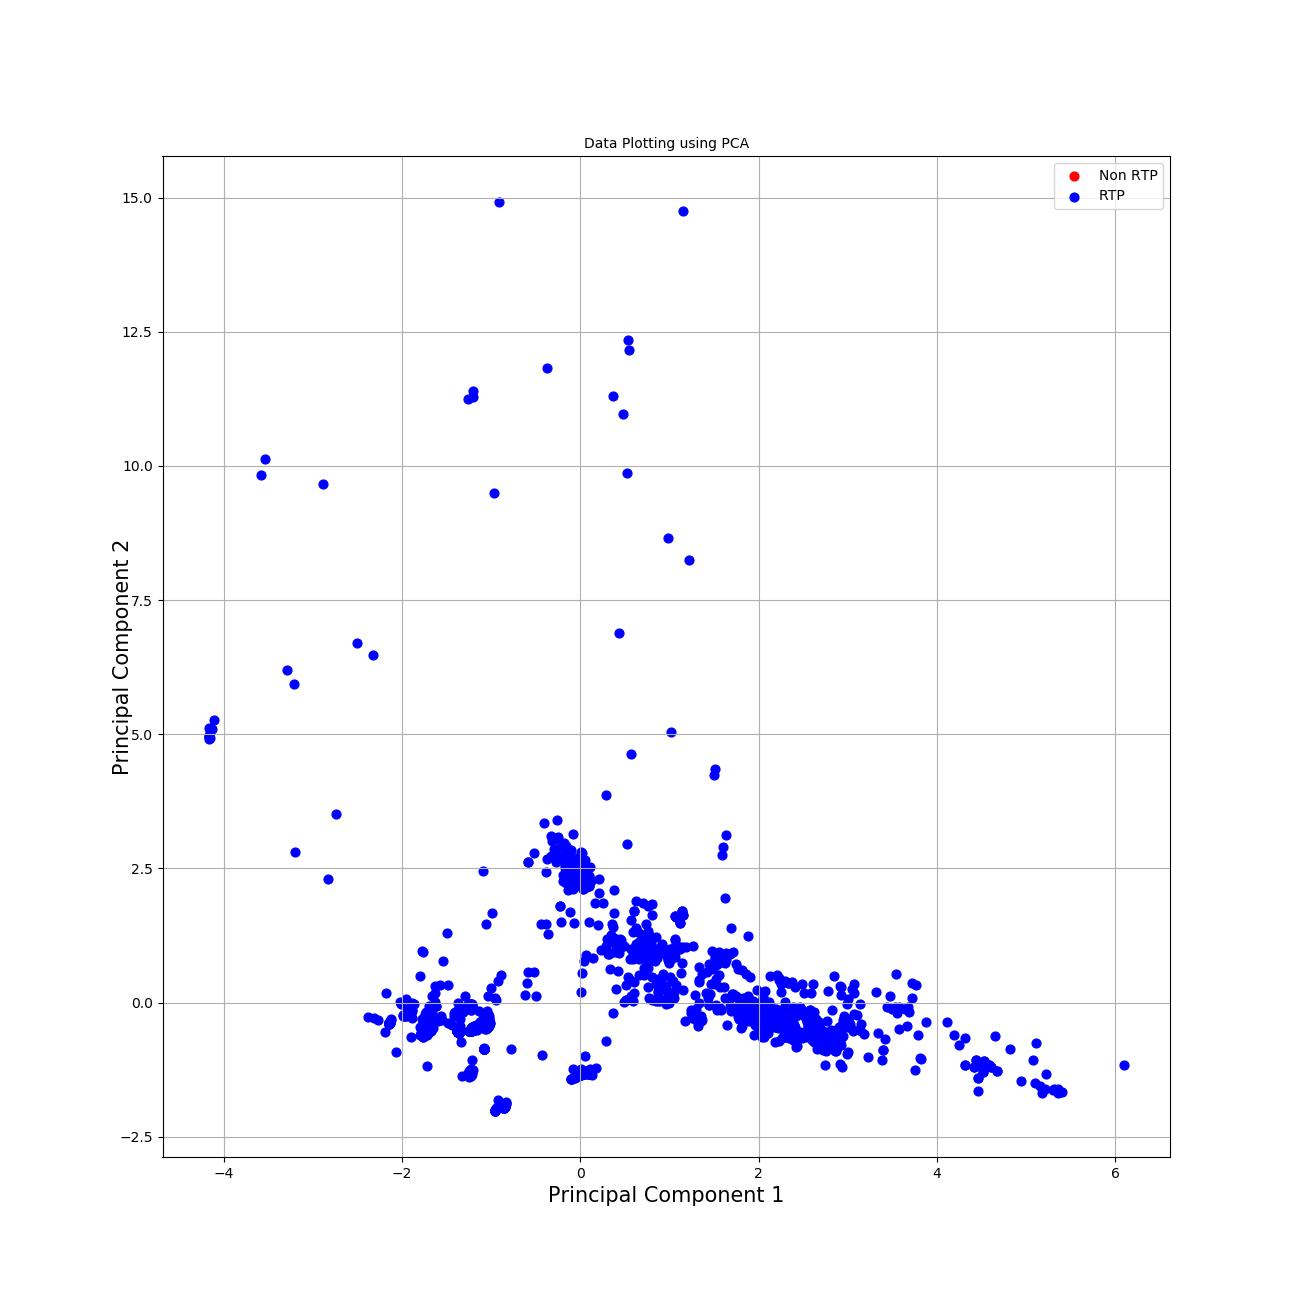 Data Plotting using PCA
Non RTP
RTP
15.0
12.5
10.0
7.5
5.0
2.5
0.0
−2.5
Principal Component 2
−4
−2
0
2
4
6
Principal Component 1